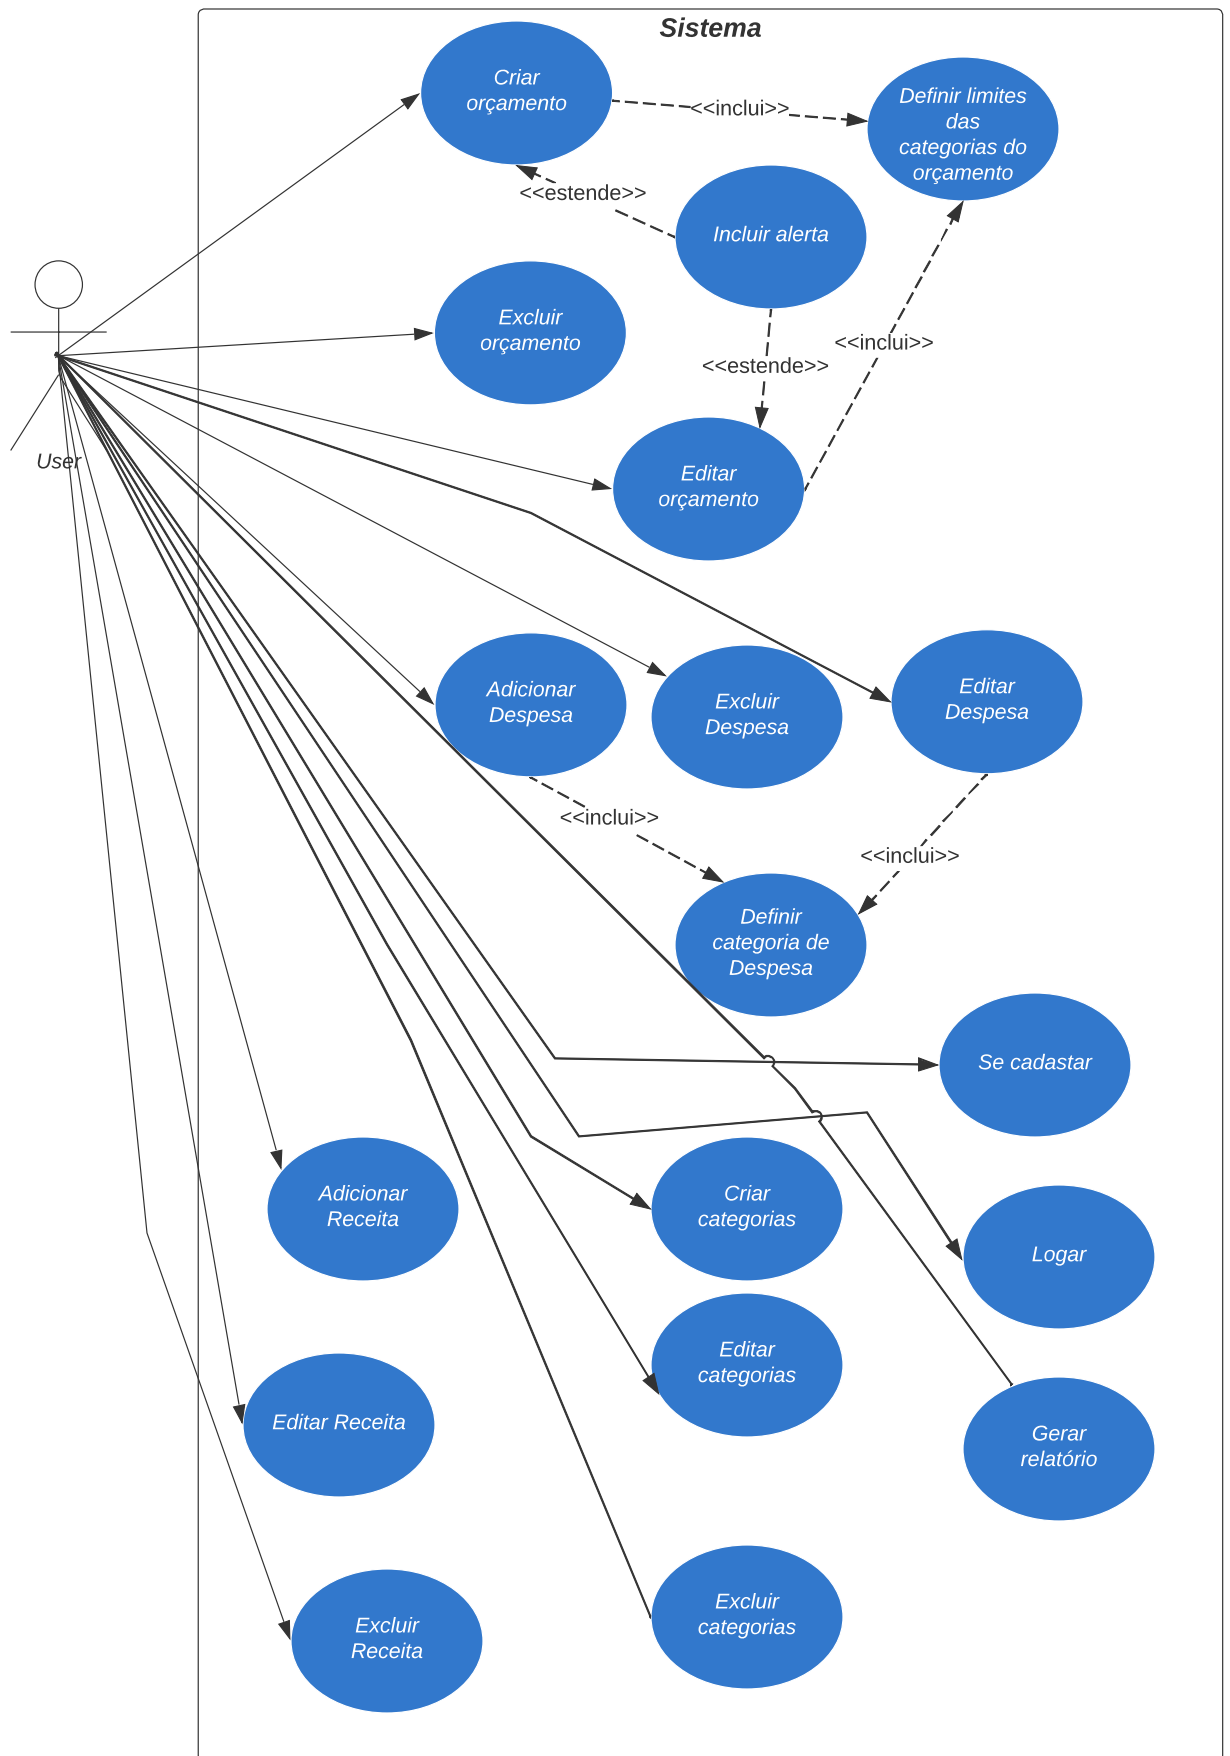 Sistema
Criar
orçamento
<<inclui>>
Definir limites
das
categorias do
orçamento
<<estende>>
Incluir alerta
Excluir
orçamento
<<estende>>
<<inclui>>
User
Editar
orçamento
Adicionar
Despesa
Excluir
Despesa
Editar
Despesa
<<inclui>>
<<inclui>>
Definir
categoria de
Despesa
Se cadastar
Adicionar
Receita
Criar
categorias
Logar
Editar
categorias
Editar Receita
Gerar
relatório
Excluir
Receita
Excluir
categorias